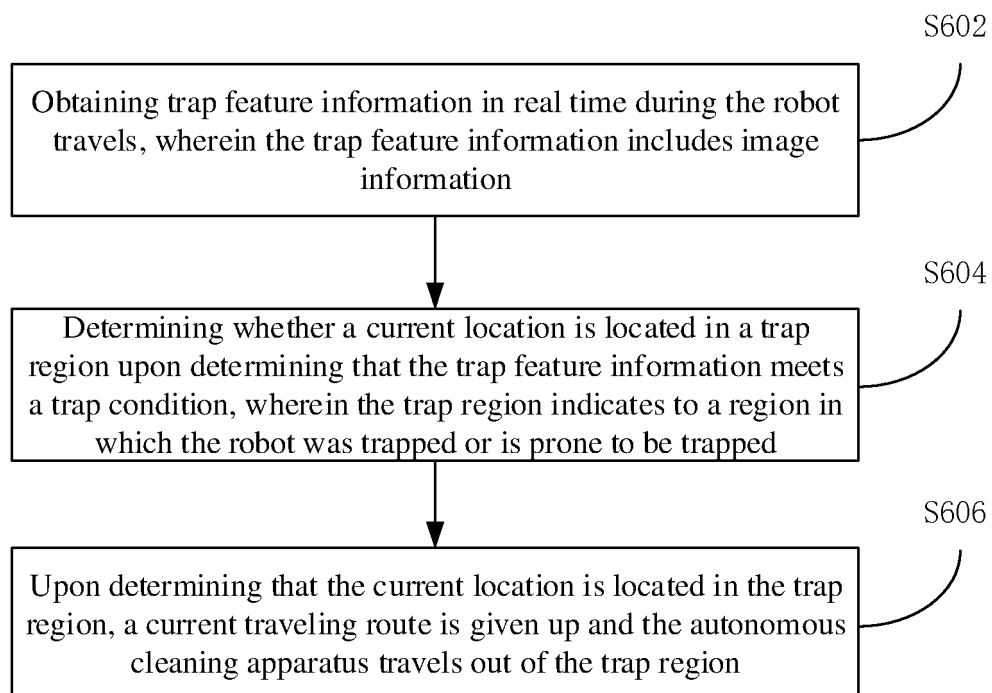 S602
Obtaining trap feature information in real time during the robot
travels, wherein the trap feature information includes image
information
S604
Determining whether a current location is located in a trap
region upon determining that the trap feature information meets
a trap condition, wherein the trap region indicates to a region in
which the robot was trapped or is prone to be trapped
S606
Upon determining that the current location is located in the trap
region, a current traveling route is given up and the autonomous
cleaning apparatus travels out of the trap region